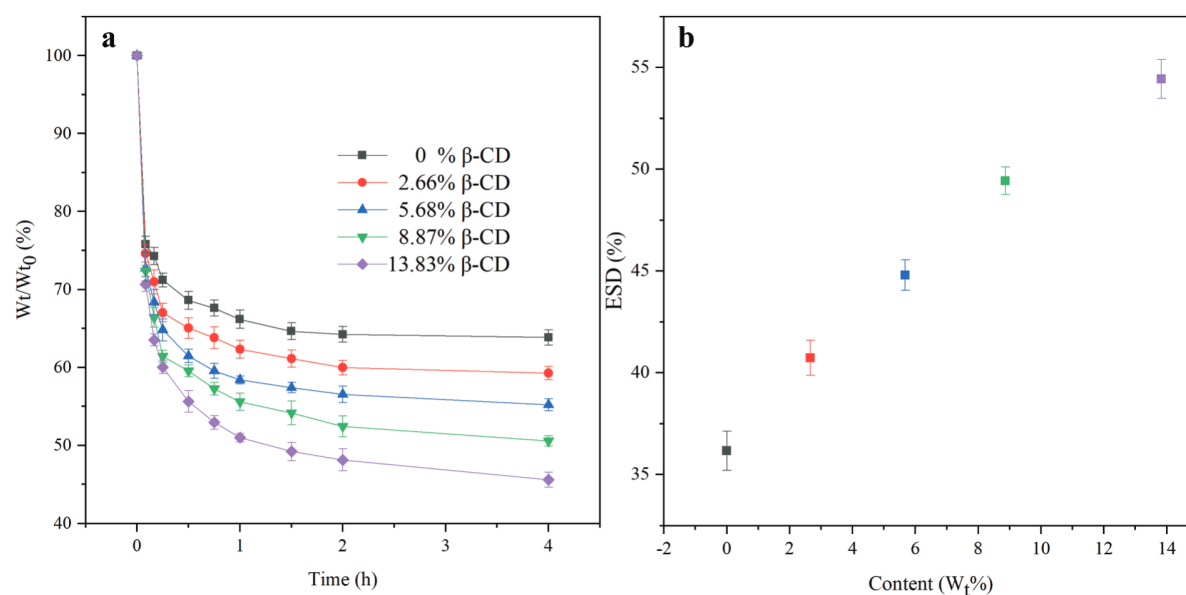 a
100
90
80
70
60
50
40
Wt/Wt0 (%)
0 % β-CD
2.66% β-CD
5.68% β-CD
8.87% β-CD
13.83% β-CD
0 1 2 3 4
Time (h)
b
55
50
45
40
35
ESD (%)
-2 0 2 4 6 8 10 12 14
Content (Wt%)